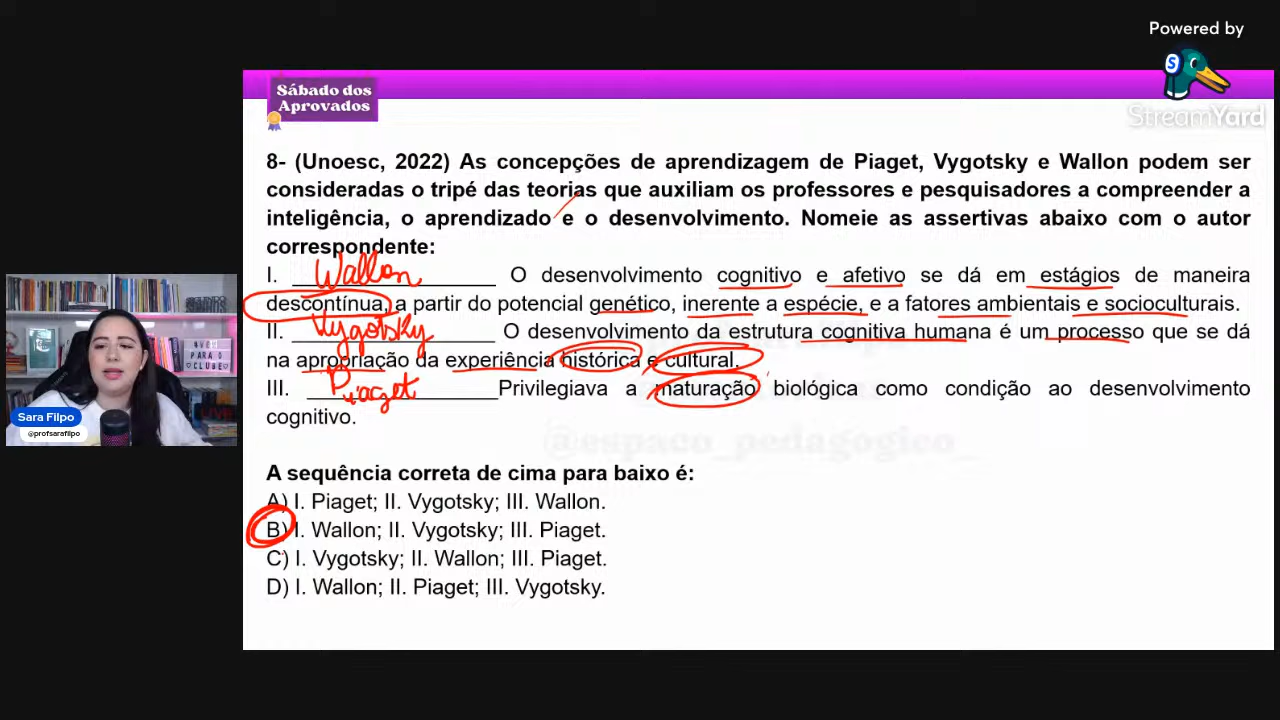 Powered by
StreamYard
Sábado dos
Aprovados
8- (Unoesc, 2022) As concepções de aprendizagem de Piaget, Vygotsky e Wallon podem ser
consideradas o tripé das teorias que auxiliam os professores e pesquisadores a compreender a
inteligência, o aprendizado e o desenvolvimento. Nomeie as assertivas abaixo com o autor
correspondente:
I. Wallon O desenvolvimento cognitivo e afetivo se dá em estágios de maneira
descontínua, a partir do potencial genético, inerente a espécie, e a fatores ambientais e socioculturais.
II. Vygotsky O desenvolvimento da estrutura cognitiva humana é um processo que se dá
na apropriação da experiência histórica e cultural.
III. Piaget Privilegiava a maturação biológica como condição ao desenvolvimento
cognitivo.
@espaco_pedagogico_
A sequência correta de cima para baixo é:
A) I. Piaget; II. Vygotsky; III. Wallon.
B) I. Wallon; II. Vygotsky; III. Piaget.
C) I. Vygotsky; II. Wallon; III. Piaget.
D) I. Wallon; II. Piaget; III. Vygotsky.
PARA O
CLUBE!
Sara Filpo
@profsarafilpo